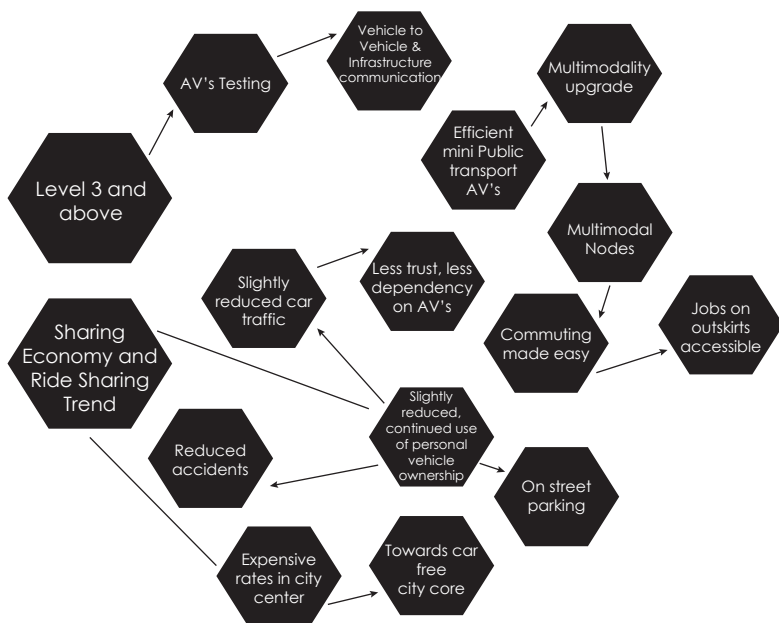 Vehicle to
Vehicle &
Infrastructure
communication
AV's Testing
Multimodality
upgrade
Efficient
mini Public
transport
AV's
Level 3 and
above
Multimodal
Nodes
Slightly
reduced car
traffic
Less trust, less
dependency
on AV's
Jobs on
outskirts
accessible
Commuting
made easy
Sharing
Economy and
Ride Sharing
Trend
Slightly
reduced,
continued use
of personal
vehicle
ownership
Reduced
accidents
On street
parking
Expensive
rates in city
center
Towards car
free
city core